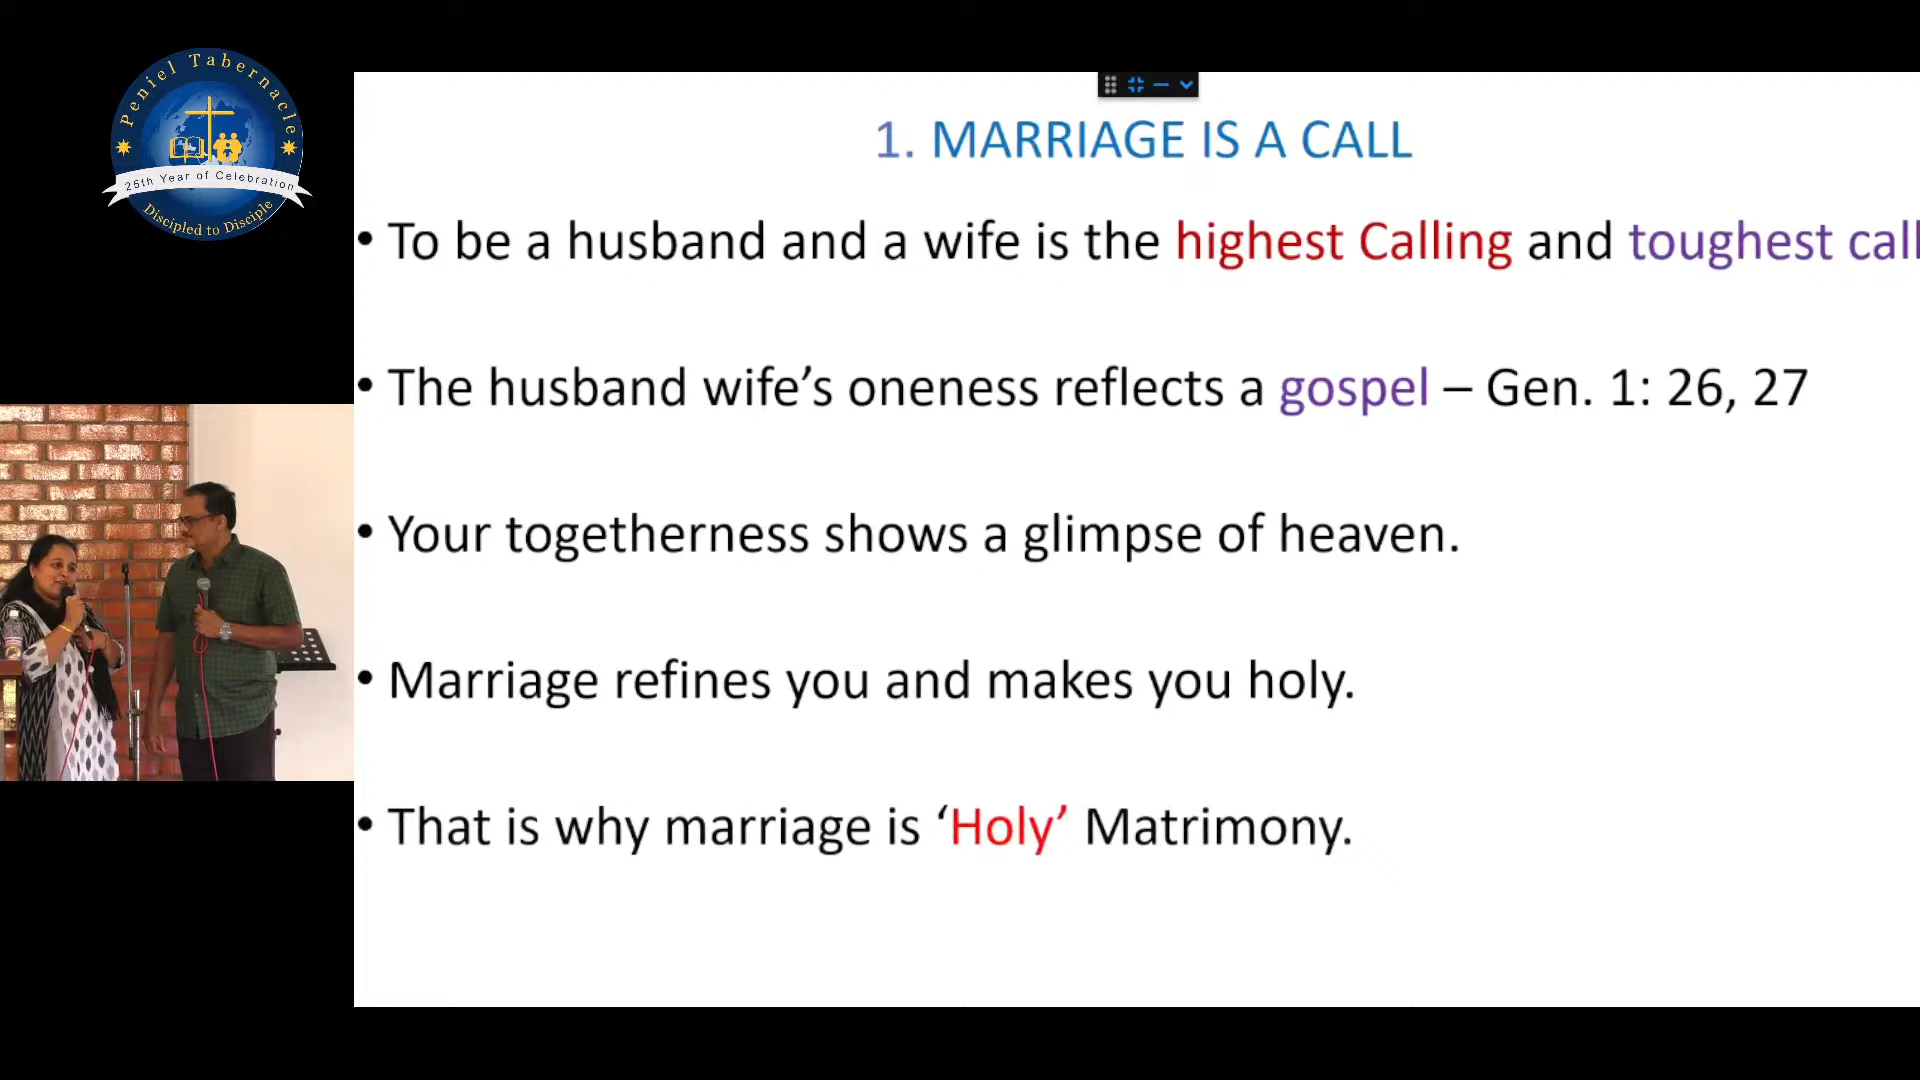 Peniel Tabernacle
25th Year of Celebration
Discipled to Disciple
1. MARRIAGE IS A CALL
• To be a husband and a wife is the highest Calling and toughest call
• The husband wife’s oneness reflects a gospel – Gen. 1: 26, 27
• Your togetherness shows a glimpse of heaven.
• Marriage refines you and makes you holy.
• That is why marriage is ‘Holy’ Matrimony.